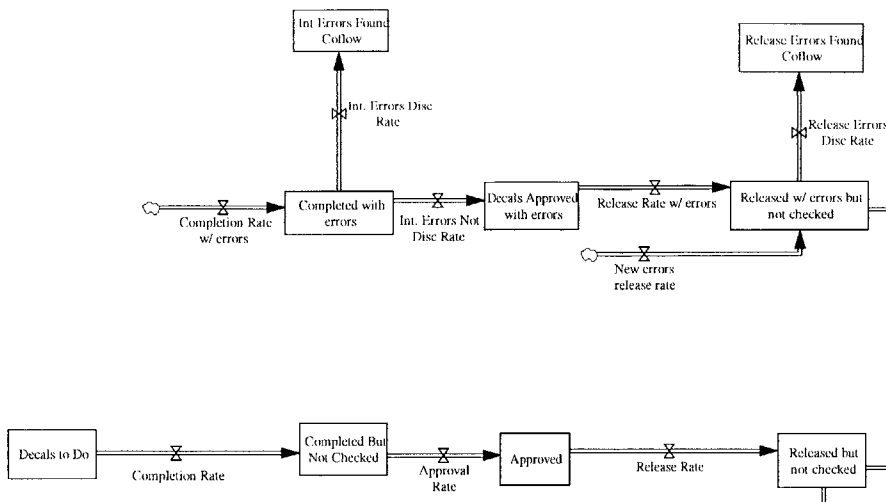 Int Errors Found
Coflow
Release Errors Found
Coflow
Int. Errors Disc
Rate
Release Errors
Disc Rate
Completed with
errors
Decals Approved
with errors
Released w/ errors but
not checked
Completion Rate
w/ errors
Int. Errors Not
Disc Rate
Release Rate w/ errors
New errors
release rate
Decals to Do
Completed But
Not Checked
Approved
Released but
not checked
Completion Rate
Approval
Rate
Release Rate